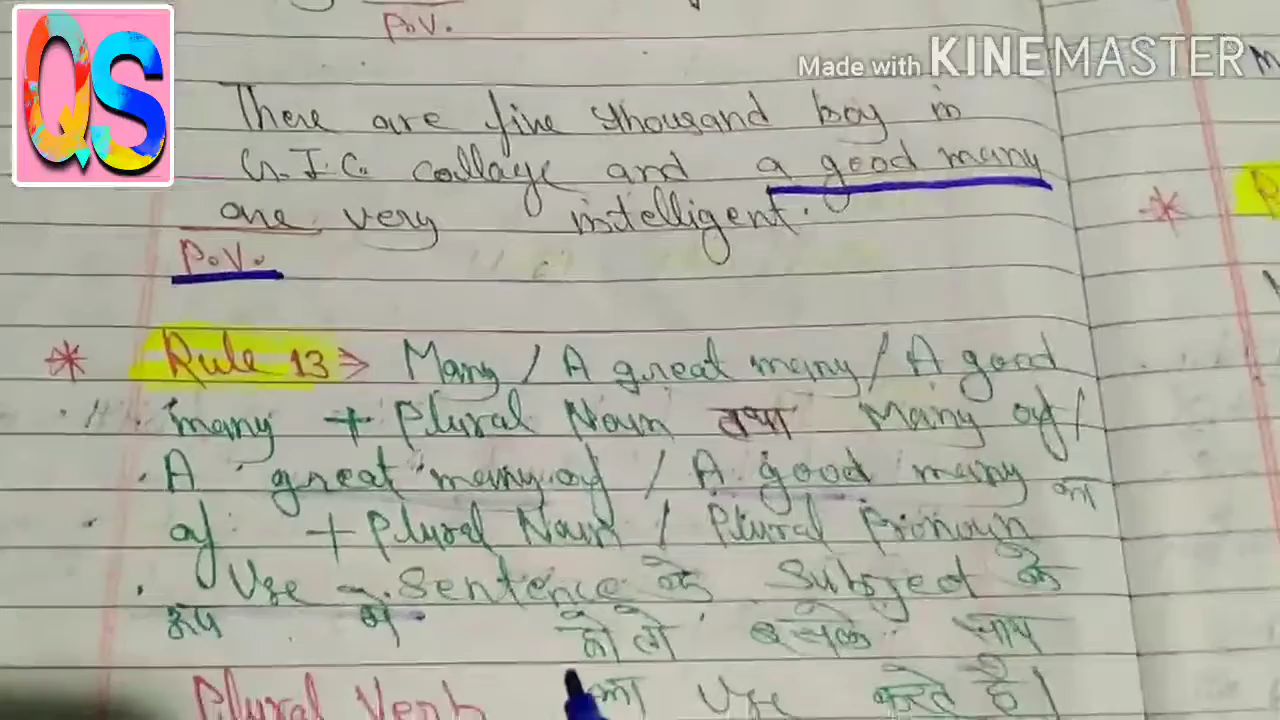 QS
Made with KINEMASTER
P.V.
There are five thousand boy in
G.I.C. collage and a good many
are very intelligent.
P.V.
* Rule 13 ⇒ Many / A great many / A good
many + Plural Noun तथा Many of /
A great many of / A good many का
of + Plural Noun / Plural Pronoun
Use Sentence के Subject के
रूप में हो तो इनके साथ
Plural Verb का Use करते है।